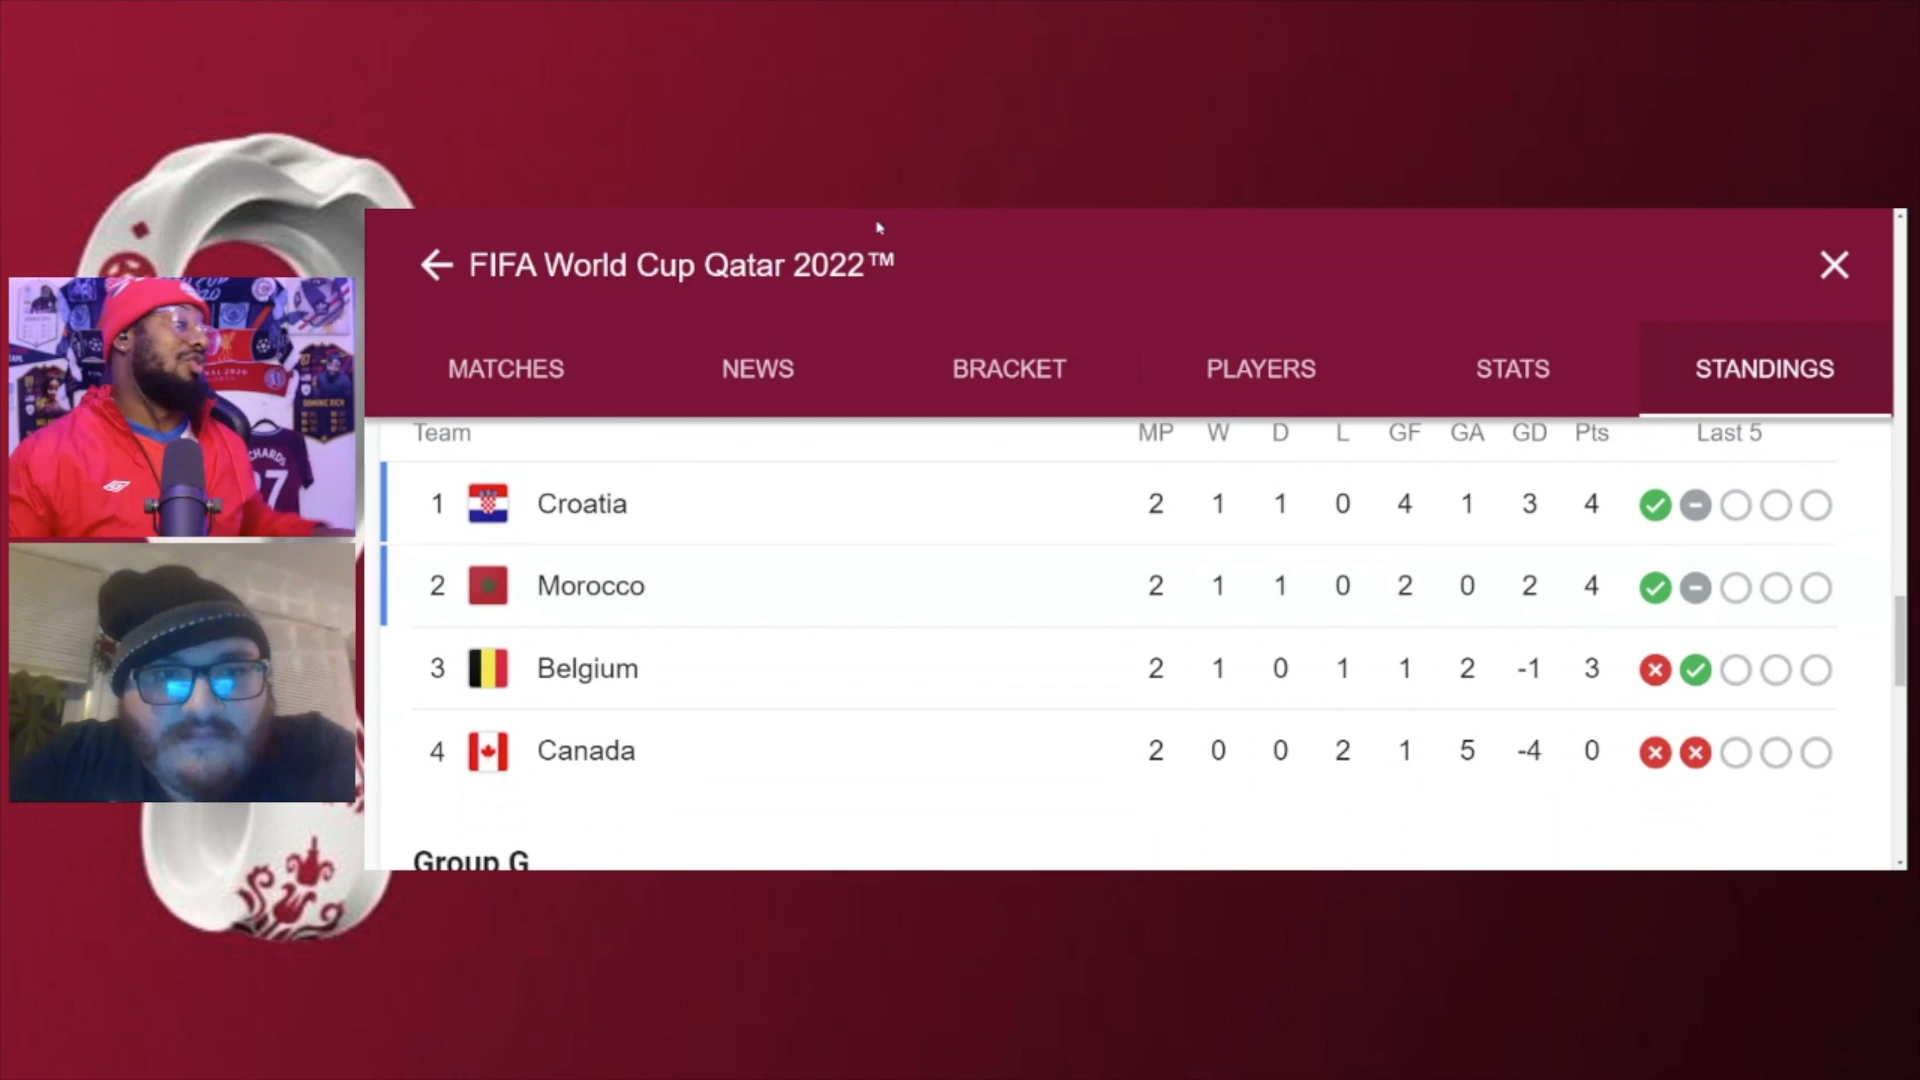 ← FIFA World Cup Qatar 2022™
MATCHES NEWS BRACKET PLAYERS STATS STANDINGS
Team MP W D L GF GA GD Pts Last 5
1 Croatia 2 1 1 0 4 1 3 4
2 Morocco 2 1 1 0 2 0 2 4
3 Belgium 2 1 0 1 1 2 -1 3
4 Canada 2 0 0 2 1 5 -4 0
Group G
DOMINIC RICH